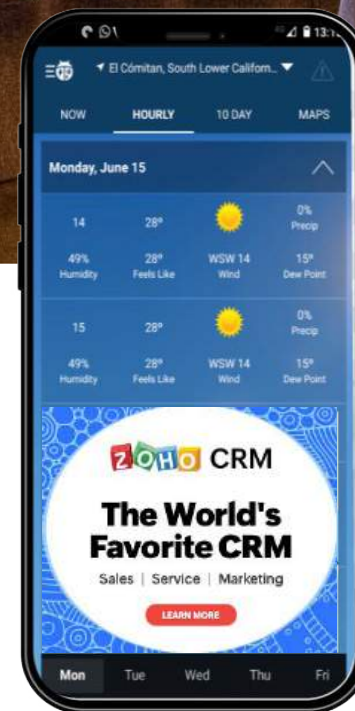 13:1
El Cómitan, South Lower Californ...
NOW HOURLY 10 DAY MAPS
Monday, June 15
14 28° 0% Precip
49% Humidity 28° Feels Like WSW 14 Wind 15° Dew Point
15 28° 0% Precip
49% Humidity 28° Feels Like WSW 14 Wind 15° Dew Point
ZOHO CRM
The World's
Favorite CRM
Sales | Service | Marketing
LEARN MORE
Mon Tue Wed Thu Fri